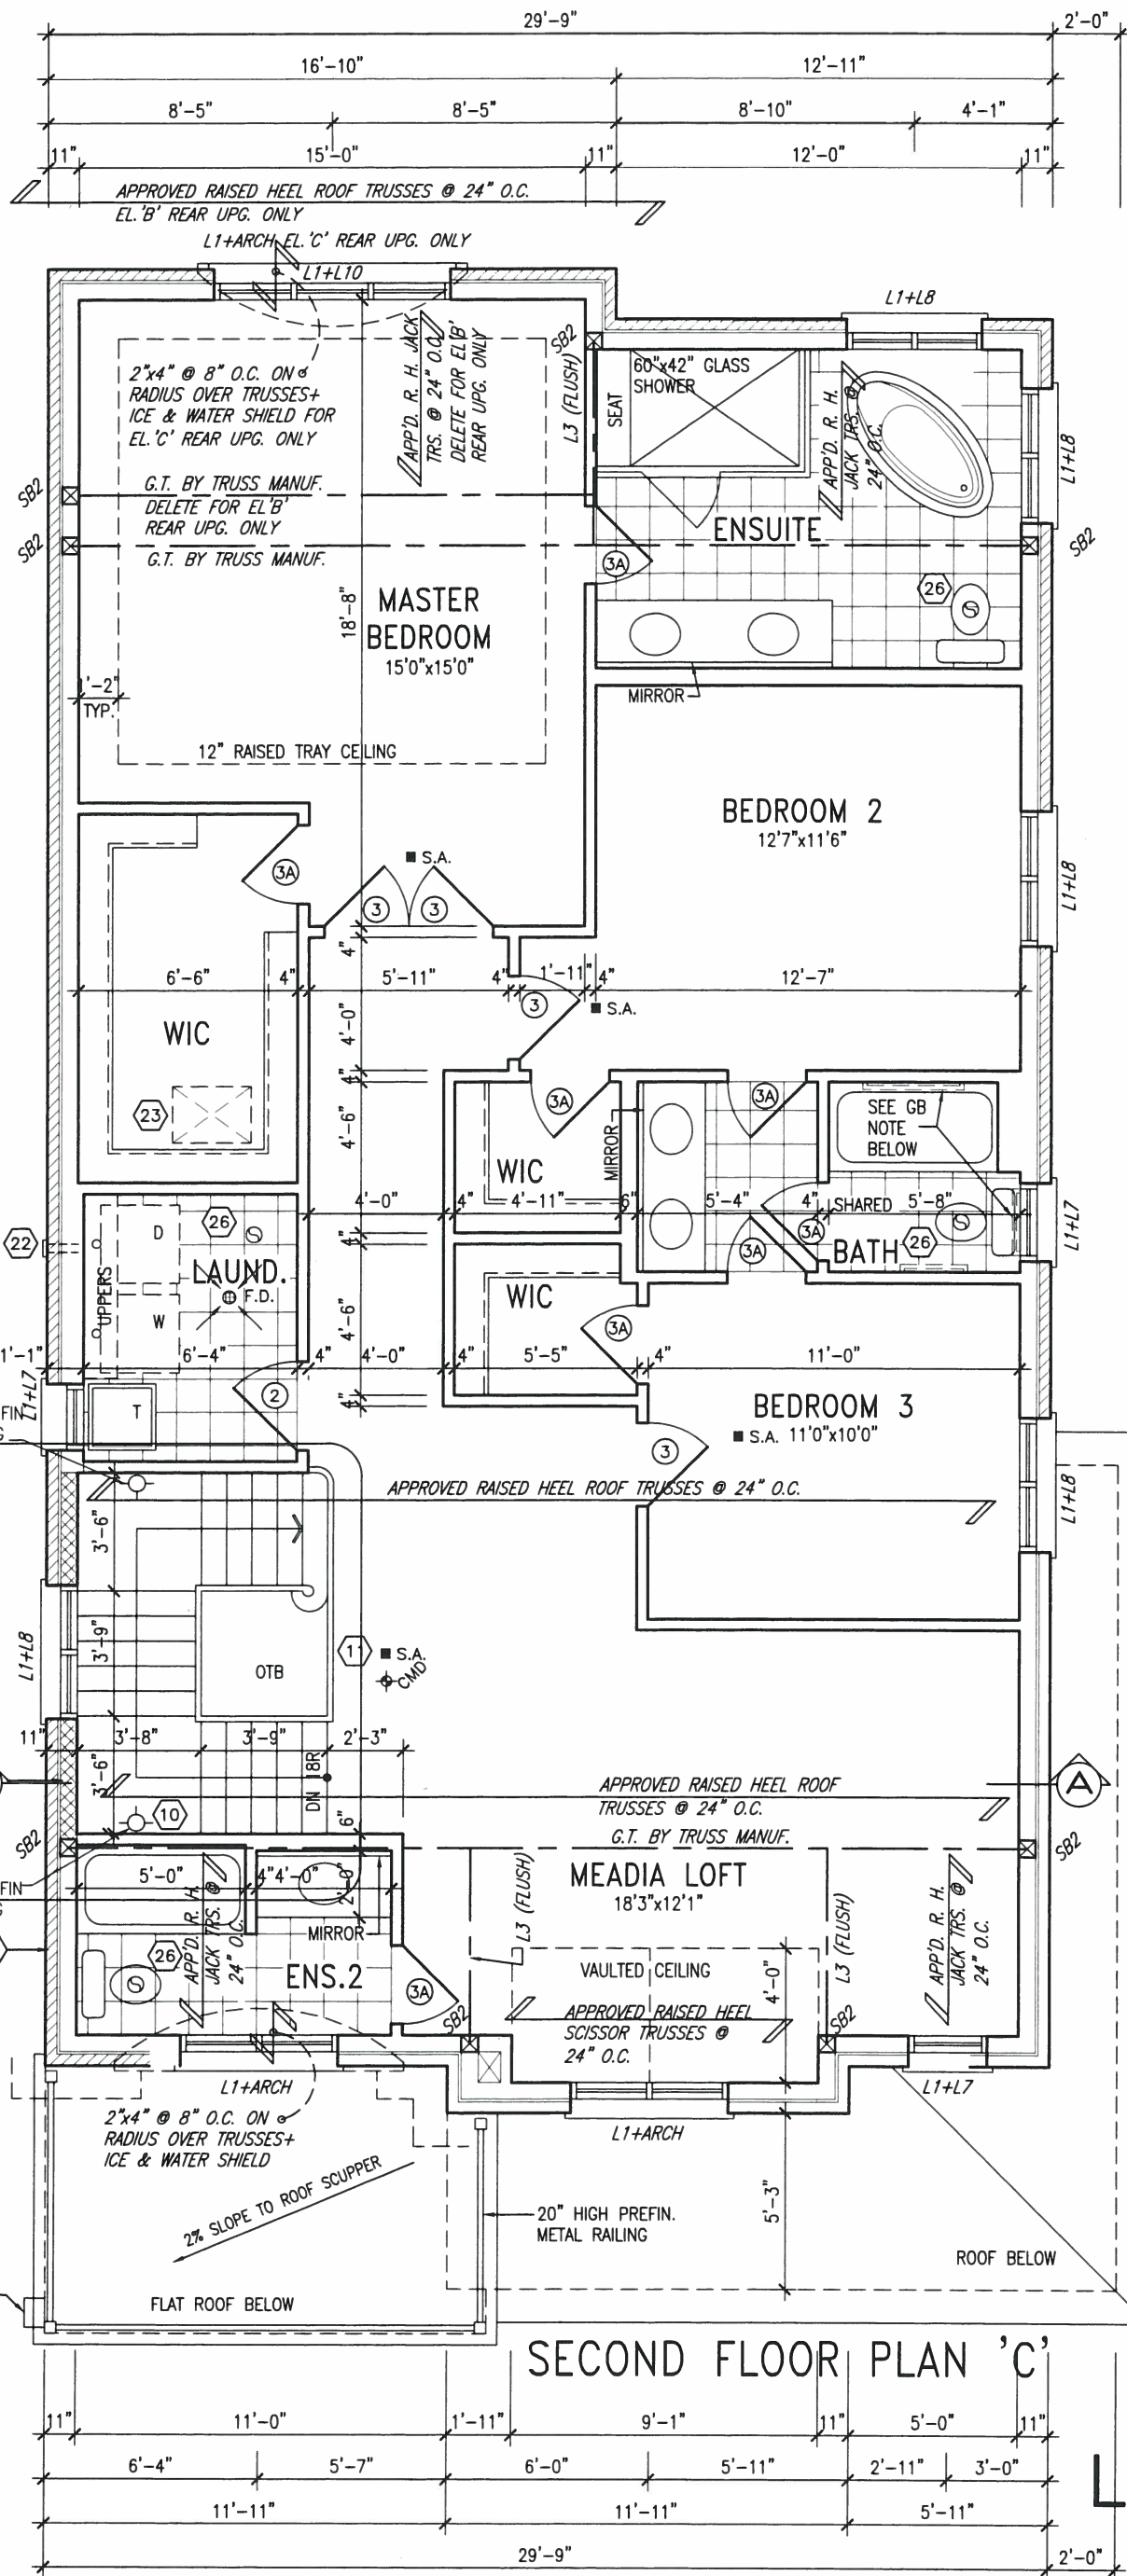 29'-9"
2'-0"
16'-10"
12'-11"
8'-5"
8'-5"
8'-10"
4'-1"
11"
15'-0"
11"
12'-0"
11"
APPROVED RAISED HEEL ROOF TRUSSES @ 24" O.C.
EL.'B' REAR UPG. ONLY
L1+ARCH EL.'C' REAR UPG. ONLY
L1+L10
L1+L8
2"x4" @ 8" O.C. ON
RADIUS OVER TRUSSES+
ICE & WATER SHIELD FOR
EL.'C' REAR UPG. ONLY
APP'D. R. H. JACK
TRS. @ 24" O.C.
DELETE FOR EL'B'
REAR UPG. ONLY
SB2
L3 (FLUSH)
SEAT
60"x42" GLASS
SHOWER
APP'D. R. H.
JACK TRS. @
24" O.C.
L1+L8
SB2
G.T. BY TRUSS MANUF.
DELETE FOR EL'B'
REAR UPG. ONLY
SB2
G.T. BY TRUSS MANUF.
ENSUITE
SB2
3A
26
18'-8"
MASTER
BEDROOM
15'0"x15'0"
1'-2"
TYP.
MIRROR
12" RAISED TRAY CEILING
BEDROOM 2
12'7"x11'6"
L1+L8
3A
S.A.
3
3
4"
6'-6"
4"
5'-11"
4"
1'-11"
4"
12'-7"
3
S.A.
WIC
4'-0"
4"
23
3A
3A
SEE GB
NOTE
BELOW
4'-6"
MIRROR
WIC
4'-0"
4"
4'-11"
6"
5'-4"
4"
SHARED
5'-8"
L1+L7
22
26
D
4"
3A
3A
BATH
26
LAUND.
F.D.
UPPERS
W
WIC
4'-6"
3A
1'-1"
6'-4"
4"
4'-0"
4"
5'-5"
4"
11'-0"
L1+L7
FIN
T
2
4"
BEDROOM 3
S.A. 11'0"x10'0"
3
APPROVED RAISED HEEL ROOF TRUSSES @ 24" O.C.
L1+L8
3'-6"
3'-9"
L1+L8
OTB
11
S.A.
CMD
11"
3'-8"
3'-9"
2'-3"
3'-6"
DN 18R
10
6"
APPROVED RAISED HEEL ROOF
TRUSSES @ 24" O.C.
A
G.T. BY TRUSS MANUF.
SB2
SB2
MEADIA LOFT
18'3"x12'1"
FIN
5'-0"
4"
4'-0"
2'-0"
APP'D. R. H.
JACK TRS. @
24" O.C.
MIRROR
L3 (FLUSH)
L3 (FLUSH)
APP'D. R. H.
JACK TRS. @
24" O.C.
26
ENS.2
3A
VAULTED CEILING
4'-0"
SB2
APPROVED RAISED HEEL
SCISSOR TRUSSES @
24" O.C.
SB2
L1+ARCH
L1+L7
L1+ARCH
2"x4" @ 8" O.C. ON
RADIUS OVER TRUSSES+
ICE & WATER SHIELD
2% SLOPE TO ROOF SCUPPER
20" HIGH PREFIN.
METAL RAILING
5'-3"
ROOF BELOW
FLAT ROOF BELOW
SECOND FLOOR PLAN 'C'
11"
11'-0"
1'-11"
9'-1"
11"
5'-0"
11"
6'-4"
5'-7"
6'-0"
5'-11"
2'-11"
3'-0"
L
11'-11"
11'-11"
5'-11"
29'-9"
2'-0"